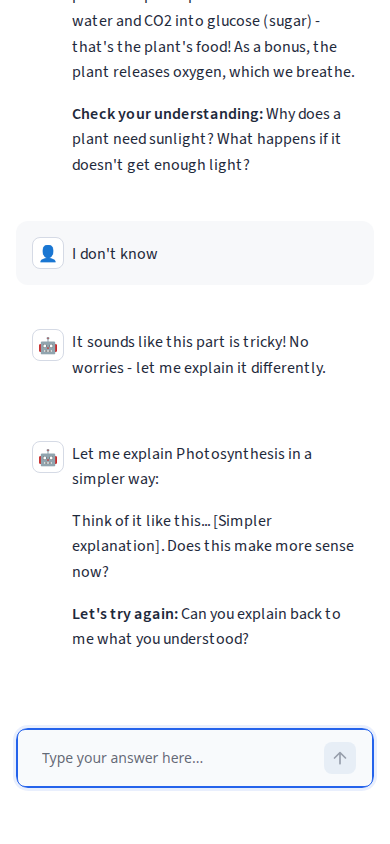 water and CO2 into glucose (sugar) -
that's the plant's food! As a bonus, the
plant releases oxygen, which we breathe.
Check your understanding: Why does a
plant need sunlight? What happens if it
doesn't get enough light?
I don't know
It sounds like this part is tricky! No
worries - let me explain it differently.
Let me explain Photosynthesis in a
simpler way:
Think of it like this... [Simpler
explanation]. Does this make more sense
now?
Let's try again: Can you explain back to
me what you understood?
Type your answer here...